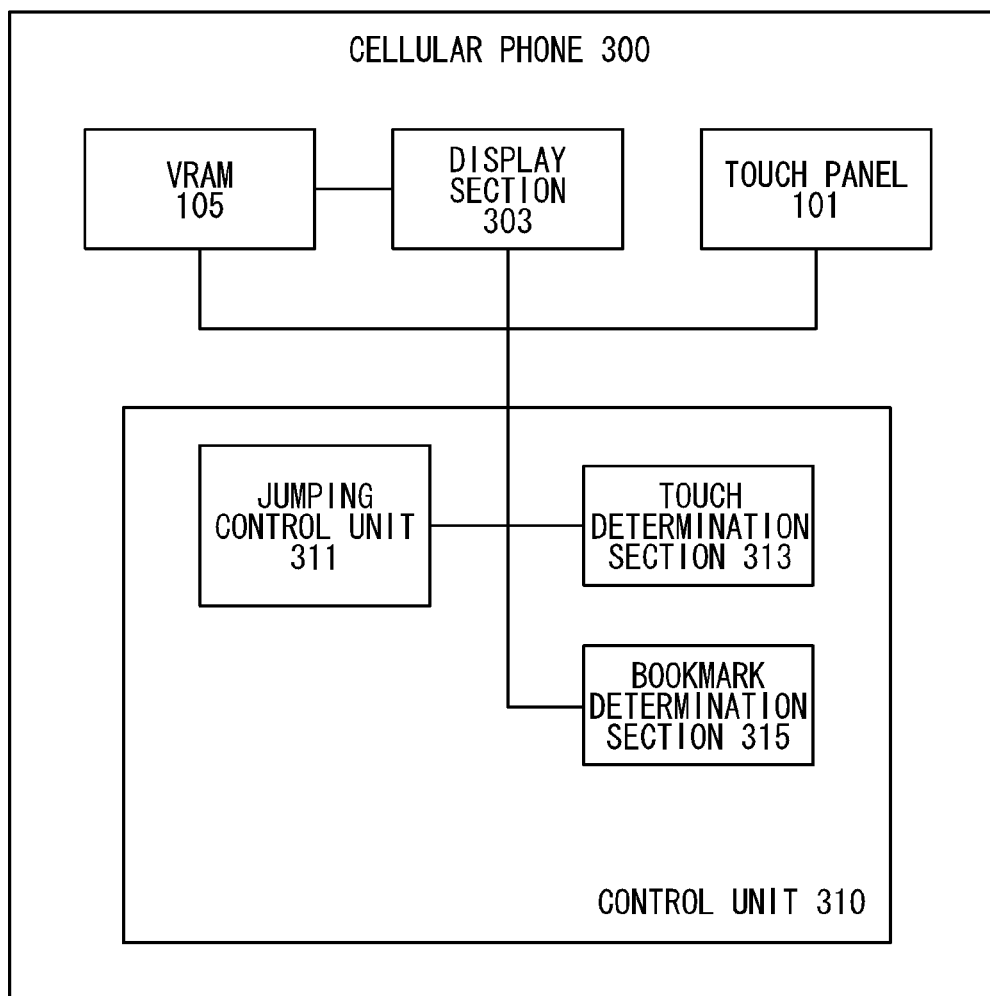 CELLULAR PHONE 300
VRAM
105
DISPLAY
SECTION
303
TOUCH PANEL
101
JUMPING
CONTROL UNIT
311
TOUCH
DETERMINATION
SECTION 313
BOOKMARK
DETERMINATION
SECTION 315
CONTROL UNIT 310